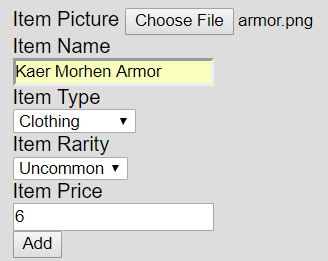 Item Picture Choose File armor.png
Item Name
Kaer Morhen Armor
Item Type
Clothing
Item Rarity
Uncommon
Item Price
6
Add